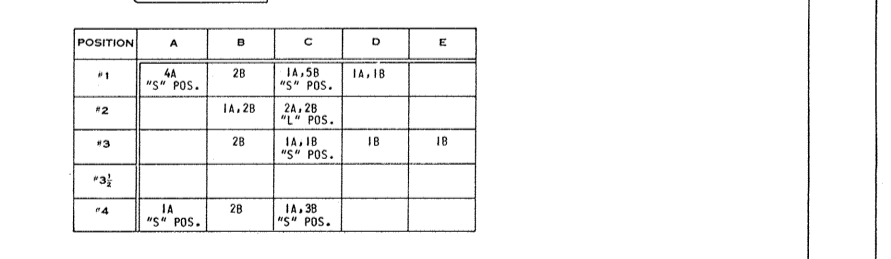 POSITION A B C D E
#1 4A 2B 1A,5B 1A,1B
"S" POS. "S" POS.
#2 1A,2B 2A,2B
"L" POS.
#3 2B 1A,1B 1B 1B
"S" POS.
#3½
#4 1A 2B 1A,3B
"S" POS. "S" POS.